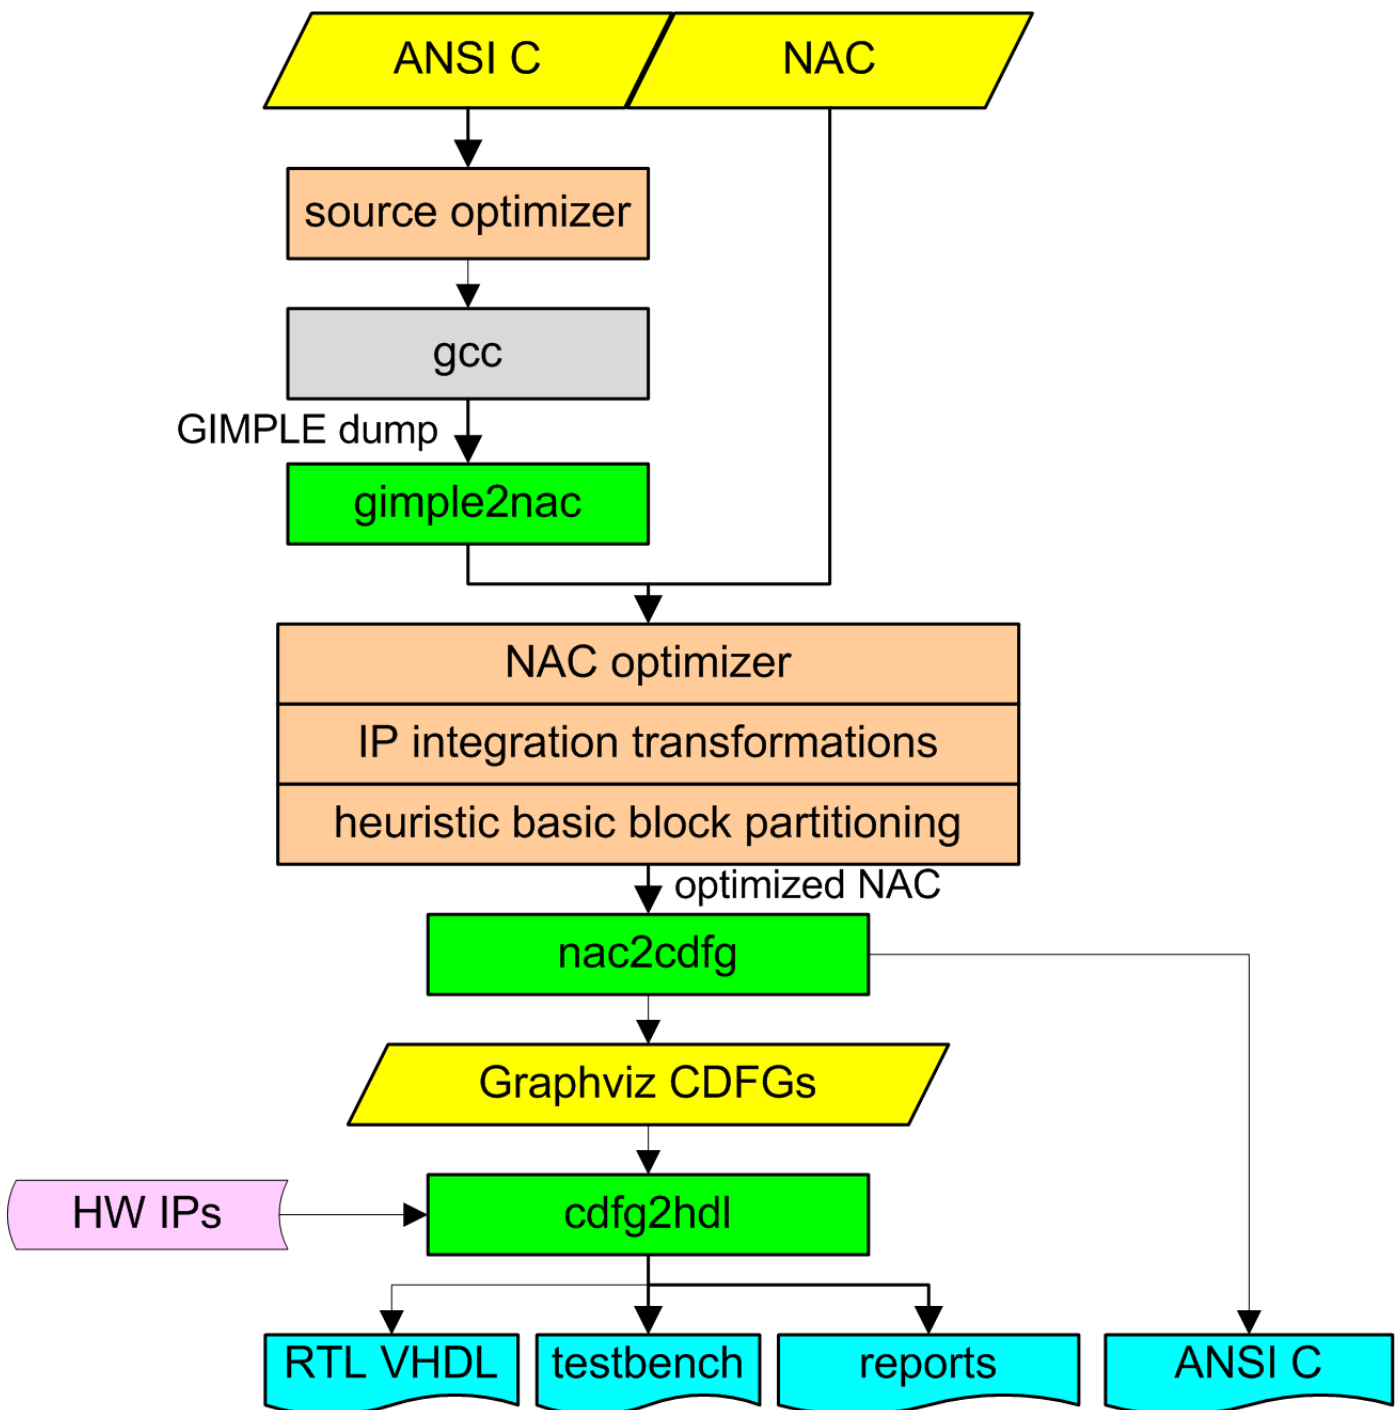 ANSI C
NAC
source optimizer
gcc
GIMPLE dump
gimple2nac
NAC optimizer
IP integration transformations
heuristic basic block partitioning
optimized NAC
nac2cdfg
Graphviz CDFGs
HW IPs
cdfg2hdl
RTL VHDL
testbench
reports
ANSI C